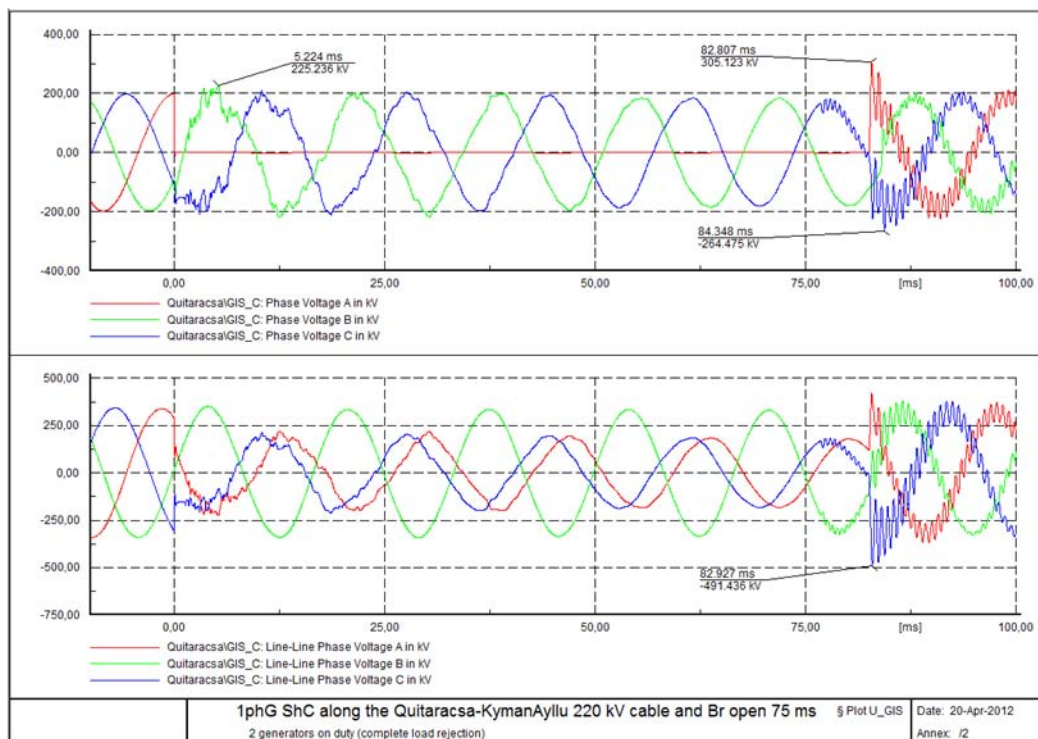 400,00
200,00
0,00
-200,00
-400,00
5.224 ms
225.236 kV
82.807 ms
305.123 kV
84.348 ms
-264.475 kV
0,00 25,00 50,00 75,00 [ms] 100,00
Quitaracsa\GIS_C: Phase Voltage A in kV
Quitaracsa\GIS_C: Phase Voltage B in kV
Quitaracsa\GIS_C: Phase Voltage C in kV
500,00
250,00
0,00
-250,00
-500,00
-750,00
82.927 ms
-491.436 kV
0,00 25,00 50,00 75,00 [ms] 100,00
Quitaracsa\GIS_C: Line-Line Phase Voltage A in kV
Quitaracsa\GIS_C: Line-Line Phase Voltage B in kV
Quitaracsa\GIS_C: Line-Line Phase Voltage C in kV
1phG ShC along the Quitaracsa-KymanAyllu 220 kV cable and Br open 75 ms § Plot U_GIS
2 generators on duty (complete load rejection)
Date: 20-Apr-2012
Annex: /2